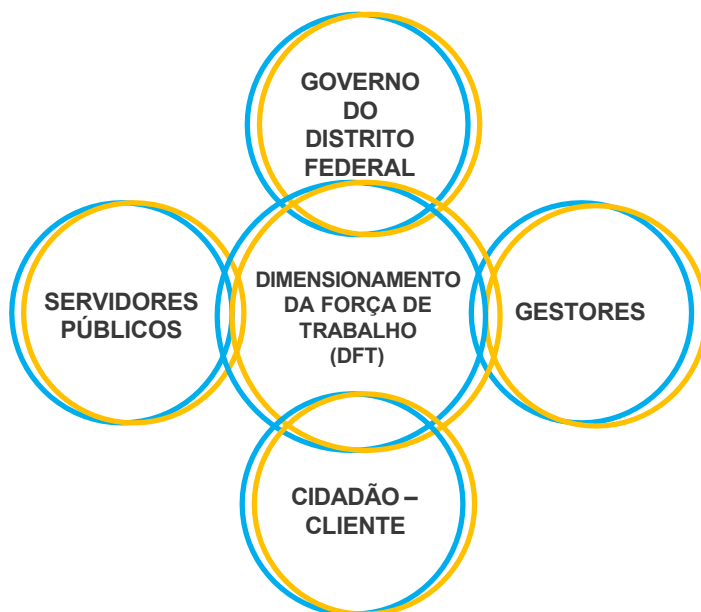 GOVERNO
DO
DISTRITO
FEDERAL
SERVIDORES
PÚBLICOS
DIMENSIONAMENTO
DA FORÇA DE
TRABALHO
(DFT)
GESTORES
CIDADÃO –
CLIENTE